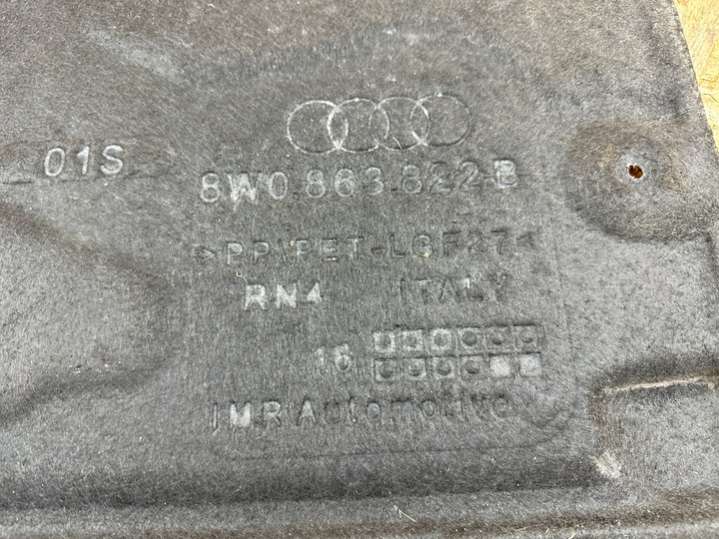 01S
8W0.863.822-B
>PP\PET-LGF27<
RN4 ITALY
16
IMR Automotive